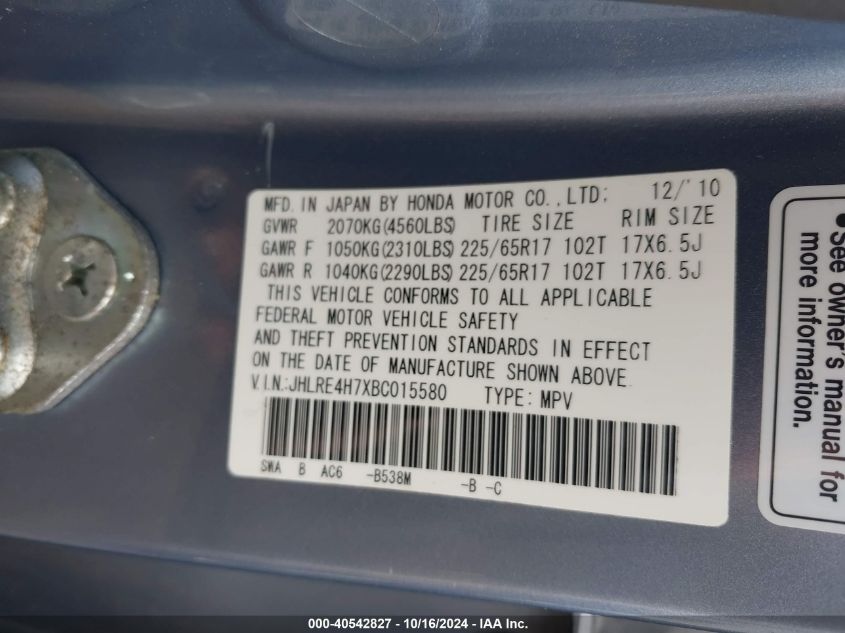 MFD. IN JAPAN BY HONDA MOTOR CO.,LTD: 12/'10
GVWR 2070KG(4560LBS) TIRE SIZE RIM SIZE
GAWR F 1050KG(2310LBS) 225/65R17 102T 17X6.5J
GAWR R 1040KG(2290LBS) 225/65R17 102T 17X6.5J
THIS VEHICLE CONFORMS TO ALL APPLICABLE
FEDERAL MOTOR VEHICLE SAFETY
AND THEFT PREVENTION STANDARDS IN EFFECT
ON THE DATE OF MANUFACTURE SHOWN ABOVE.
V.I.N.:JHLRE4H7XBC015580 TYPE: MPV
SWA B AC6 -B538M -B -C
● See owner's manual for
more information.
000-40542827 - 10/16/2024 - IAA Inc.